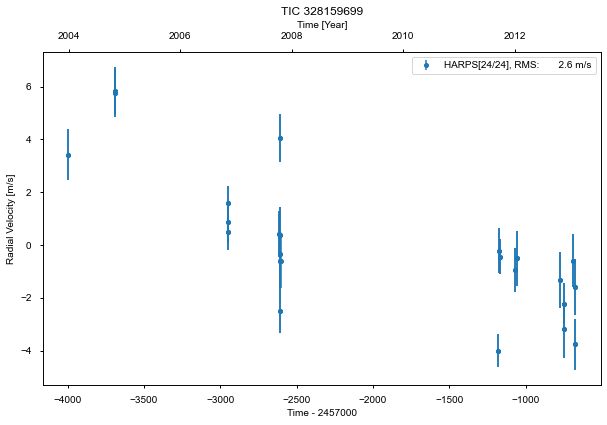 TIC 328159699
Time [Year]
2004 2006 2008 2010 2012
HARPS[24/24], RMS: 2.6 m/s
Radial Velocity [m/s]
6
4
2
0
−2
−4
−4000 −3500 −3000 −2500 −2000 −1500 −1000
Time - 2457000